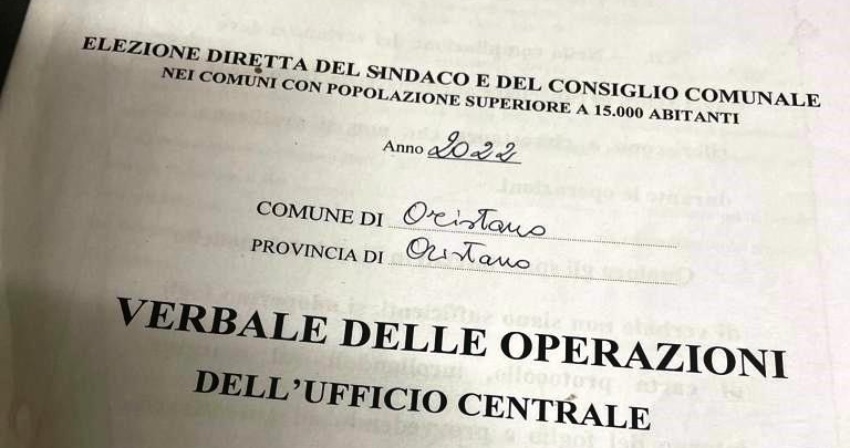 ELEZIONE DIRETTA DEL SINDACO E DEL CONSIGLIO COMUNALE
NEI COMUNI CON POPOLAZIONE SUPERIORE A 15.000 ABITANTI
Anno 2022
COMUNE DI Oristano
PROVINCIA DI Oristano
VERBALE DELLE OPERAZIONI
DELL'UFFICIO CENTRALE